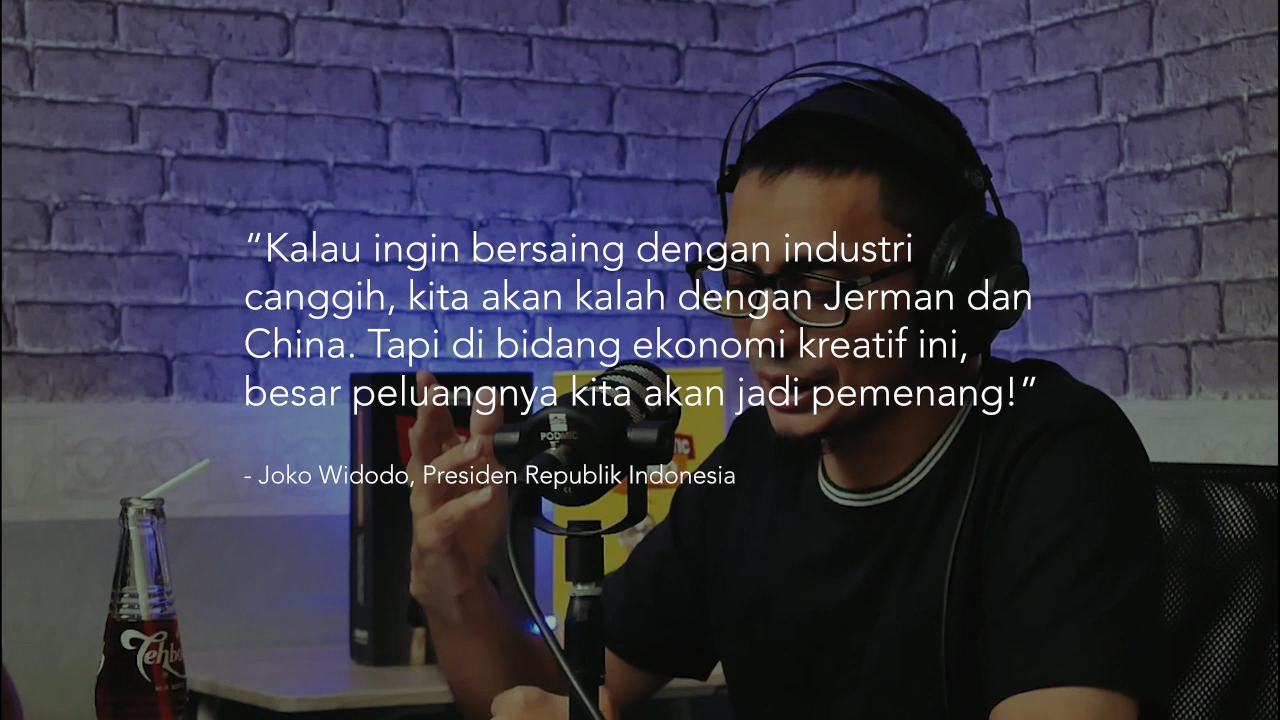 “Kalau ingin bersaing dengan industri
canggih, kita akan kalah dengan Jerman dan
China. Tapi di bidang ekonomi kreatif ini,
besar peluangnya kita akan jadi pemenang!”
- Joko Widodo, Presiden Republik Indonesia
PODMIC